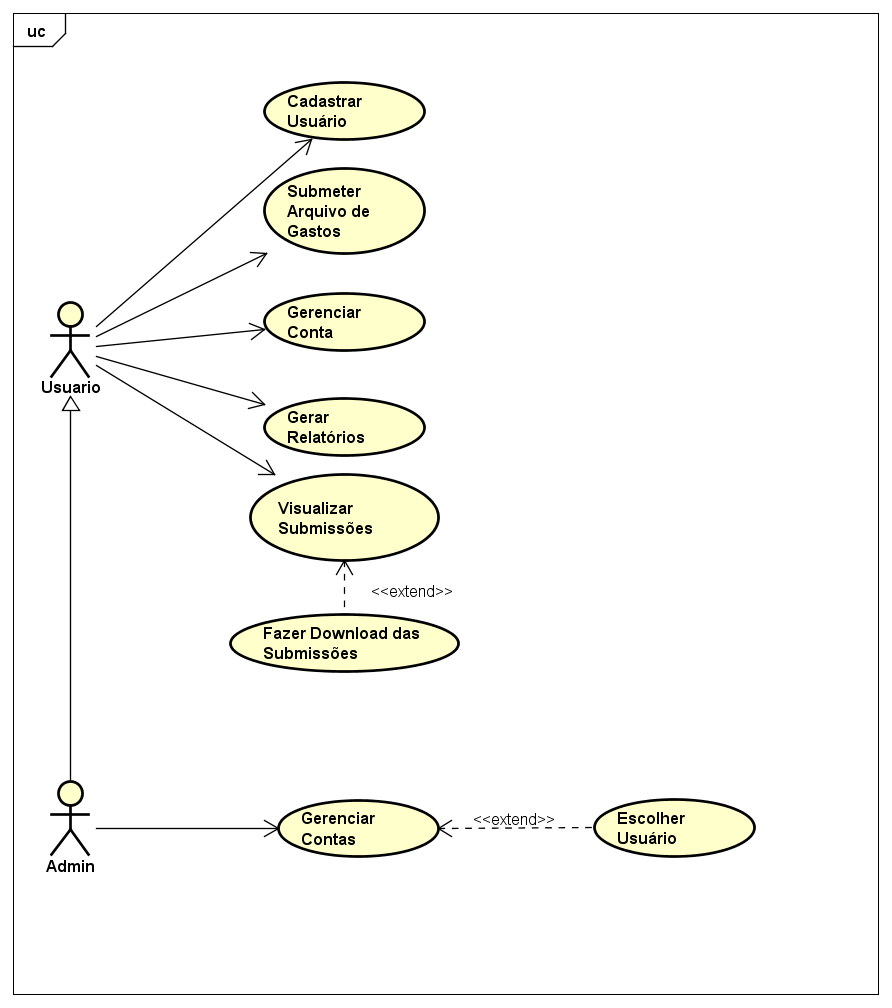 uc
Cadastrar
Usuário
Submeter
Arquivo de
Gastos
Gerenciar
Conta
Usuario
Gerar
Relatórios
Visualizar
Submissões
<<extend>>
Fazer Download das
Submissões
Gerenciar
Contas
<<extend>>
Escolher
Usuário
Admin